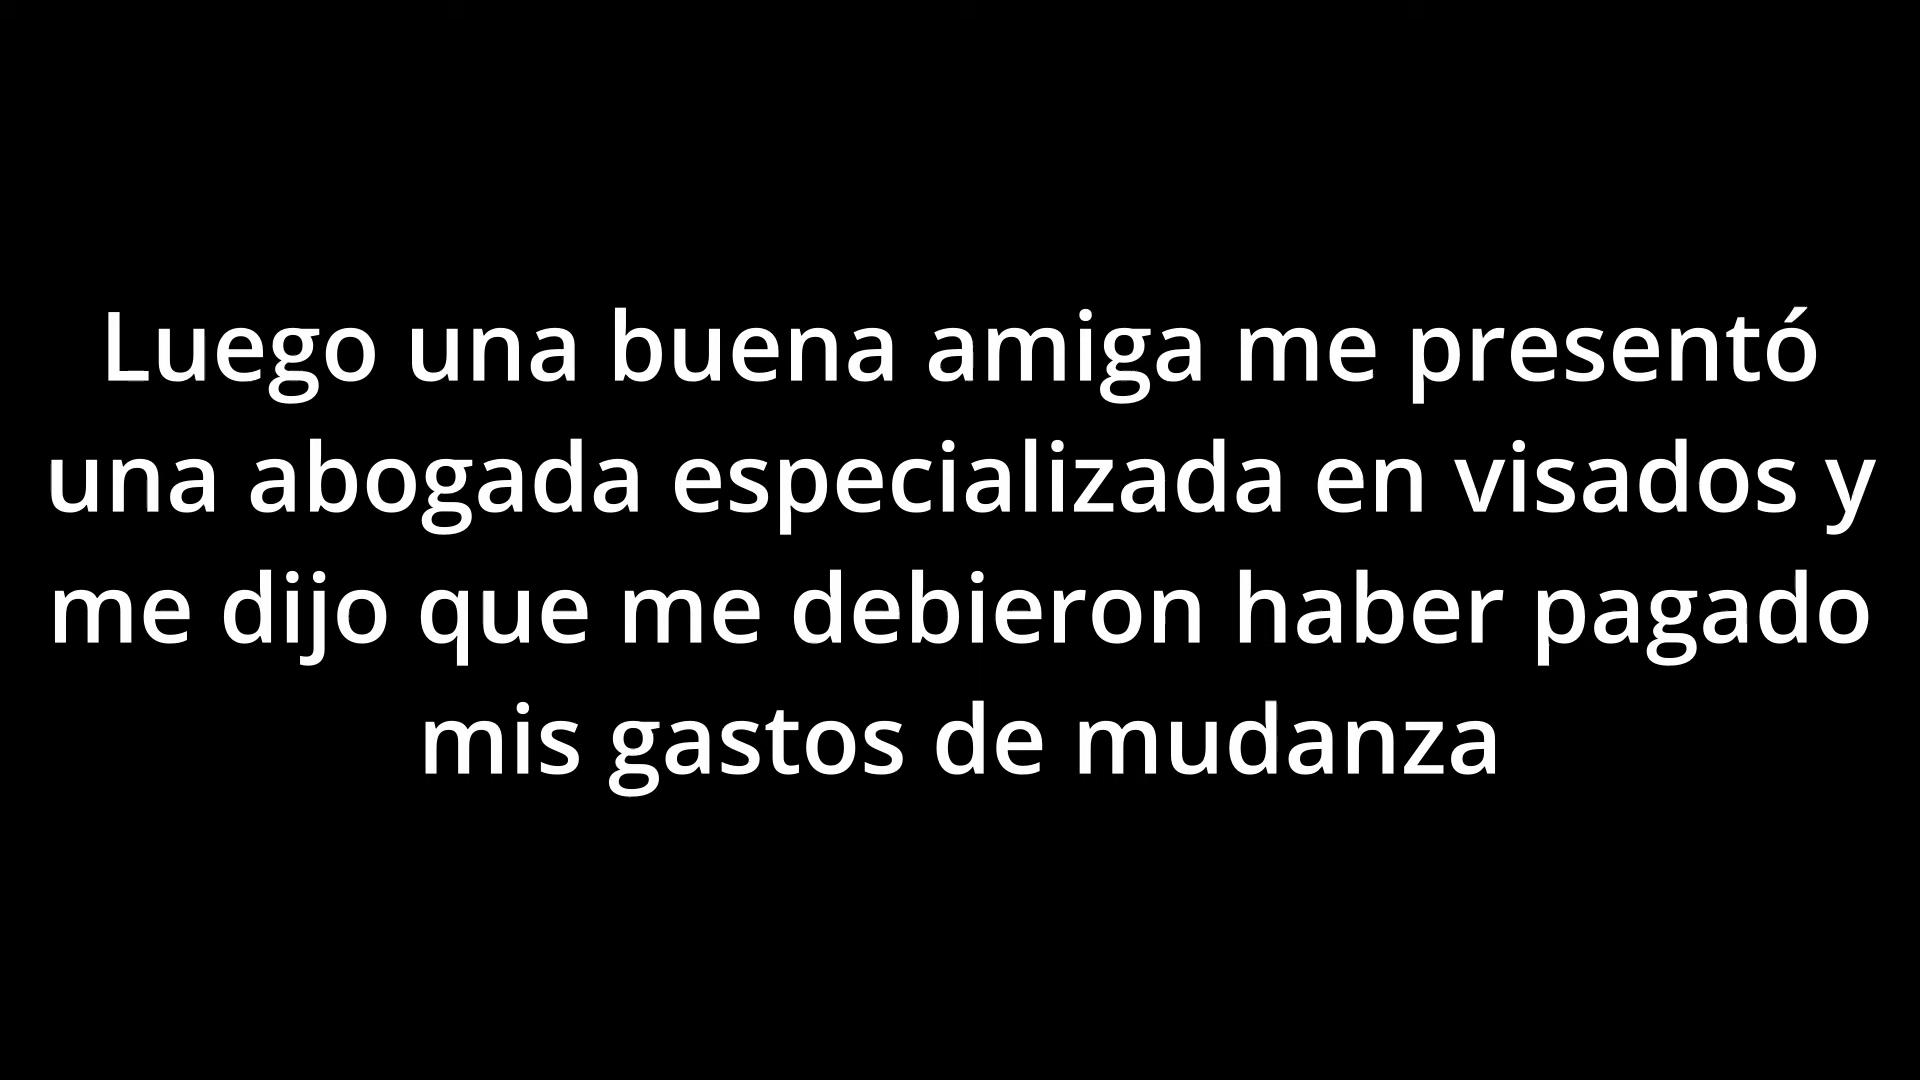 Luego una buena amiga me presentó
una abogada especializada en visados y
me dijo que me debieron haber pagado
mis gastos de mudanza